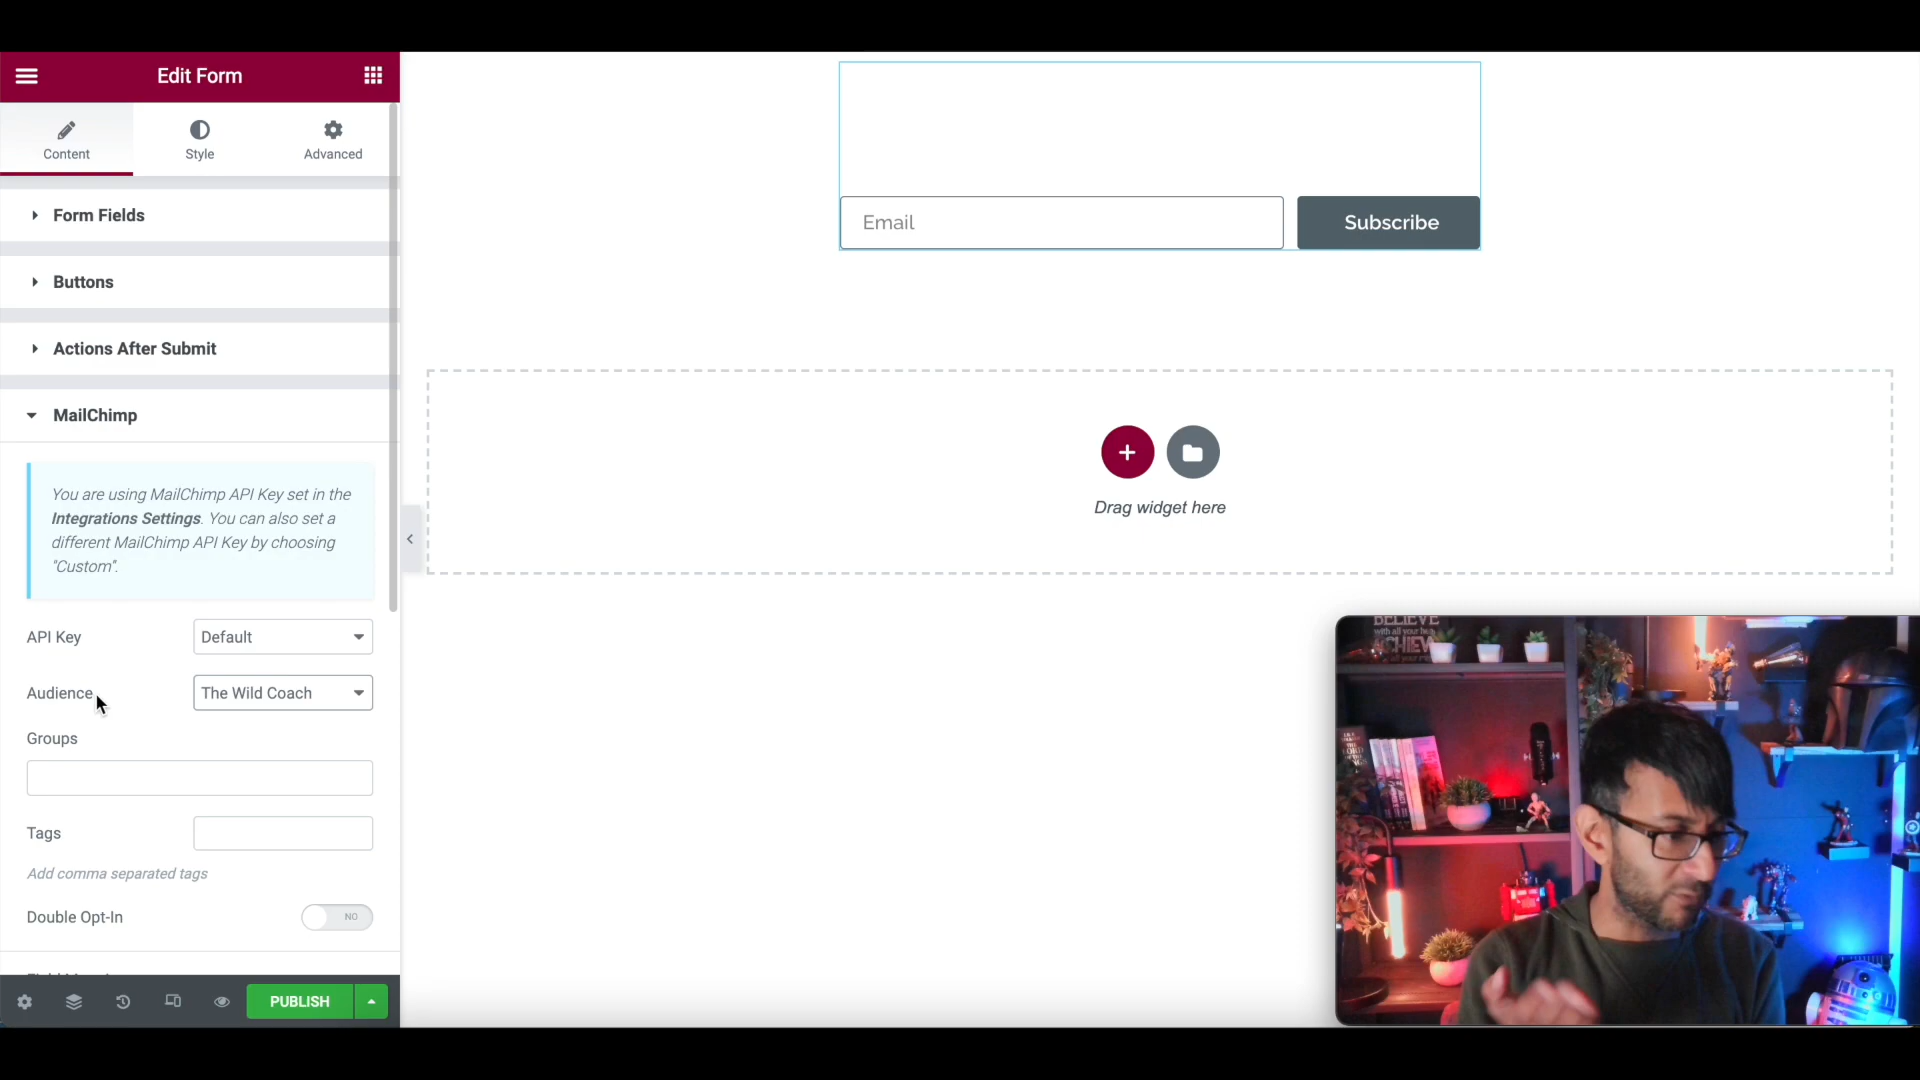 Edit Form
Content
Style
Advanced
Form Fields
Buttons
Actions After Submit
MailChimp
You are using MailChimp API Key set in the
Integrations Settings. You can also set a
different MailChimp API Key by choosing
"Custom".
API Key
Default
Audience
The Wild Coach
Groups
Tags
Add comma separated tags
Double Opt-In
NO
PUBLISH
Email
Subscribe
Drag widget here
BELIEVE
with all your